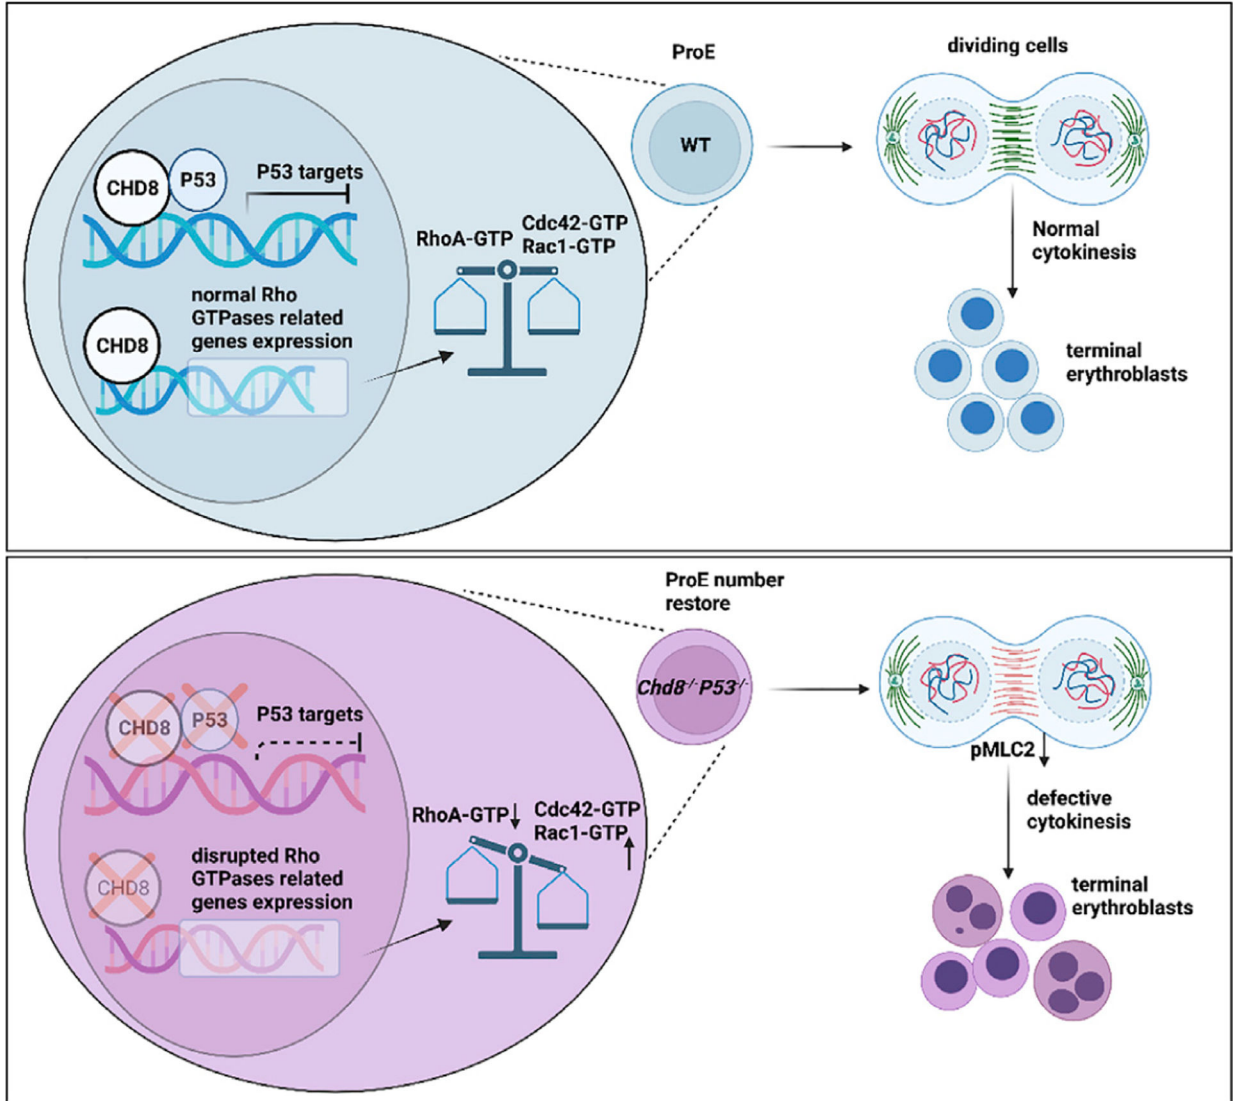 ProE
dividing cells
WT
CHD8
P53
P53 targets
RhoA-GTP
Cdc42-GTP
Rac1-GTP
Normal
cytokinesis
normal Rho
GTPases related
genes expression
CHD8
terminal
erythroblasts
ProE number
restore
Chd8-/-P53-/-
CHD8
P53
P53 targets
pMLC2
RhoA-GTP
Cdc42-GTP
Rac1-GTP
defective
cytokinesis
disrupted Rho
GTPases related
genes expression
CHD8
terminal
erythroblasts